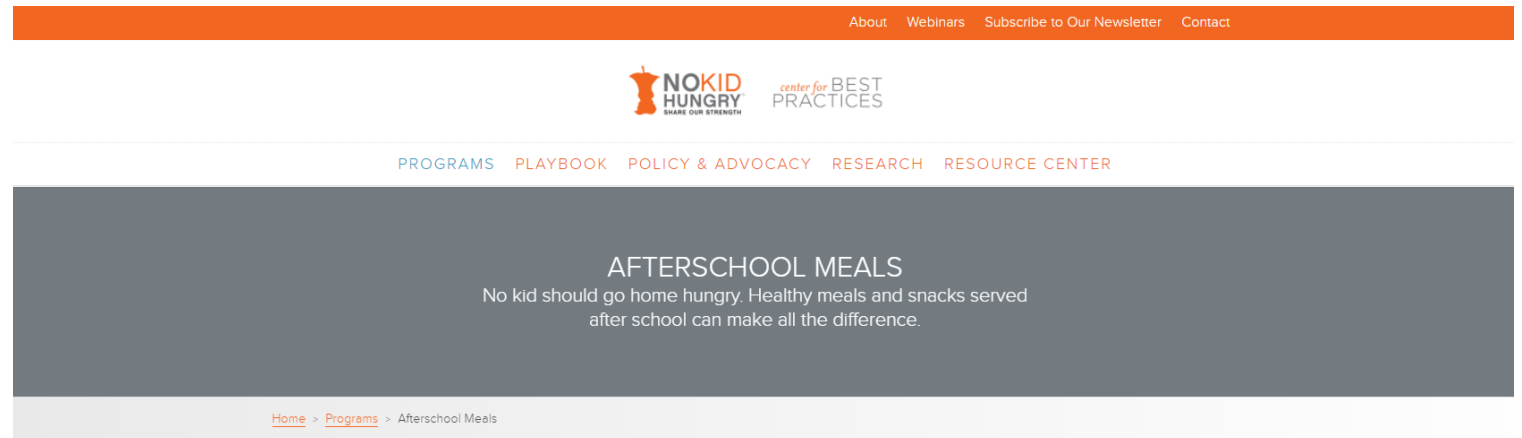 About Webinars Subscribe to Our Newsletter Contact
NOKID
HUNGRY
SHARE OUR STRENGTH
center for BEST
PRACTICES
PROGRAMS PLAYBOOK POLICY & ADVOCACY RESEARCH RESOURCE CENTER
AFTERSCHOOL MEALS
No kid should go home hungry. Healthy meals and snacks served
after school can make all the difference.
Home > Programs > Afterschool Meals